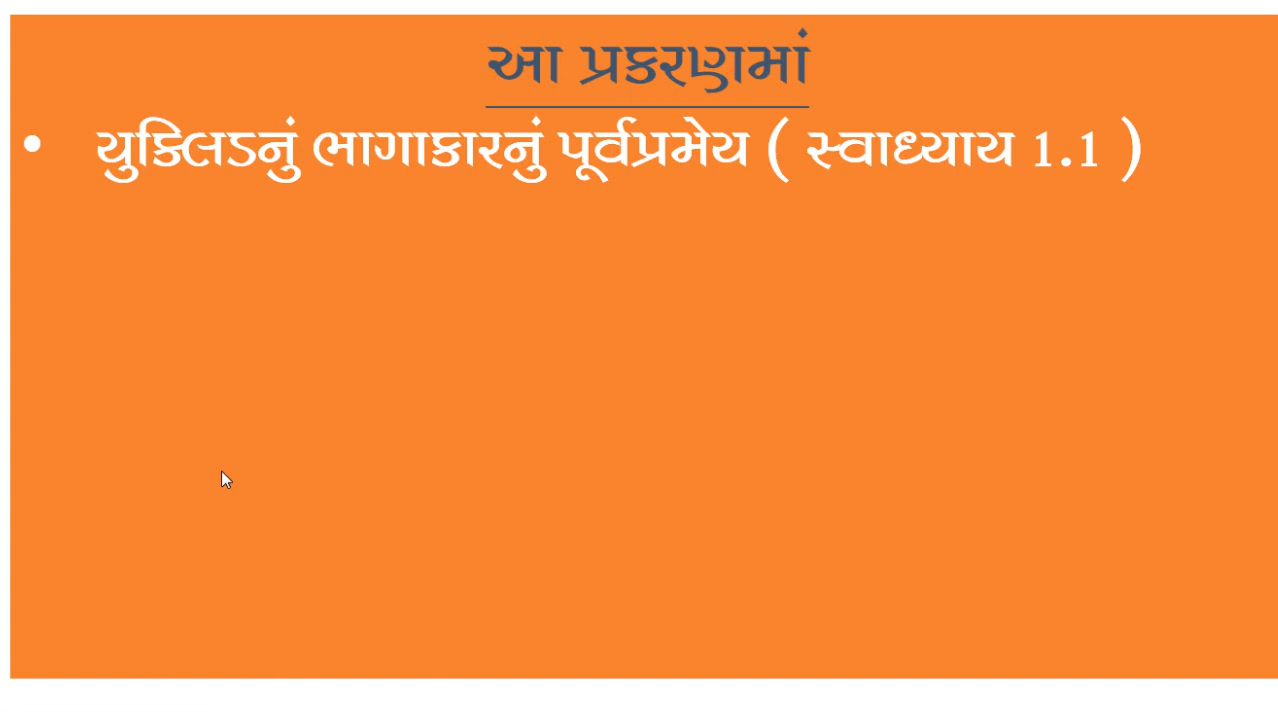 આ પ્રકરણમાં
• યુક્લિડનું ભાગાકારનું પૂર્વપ્રમેય ( સ્વાધ્યાય 1.1 )